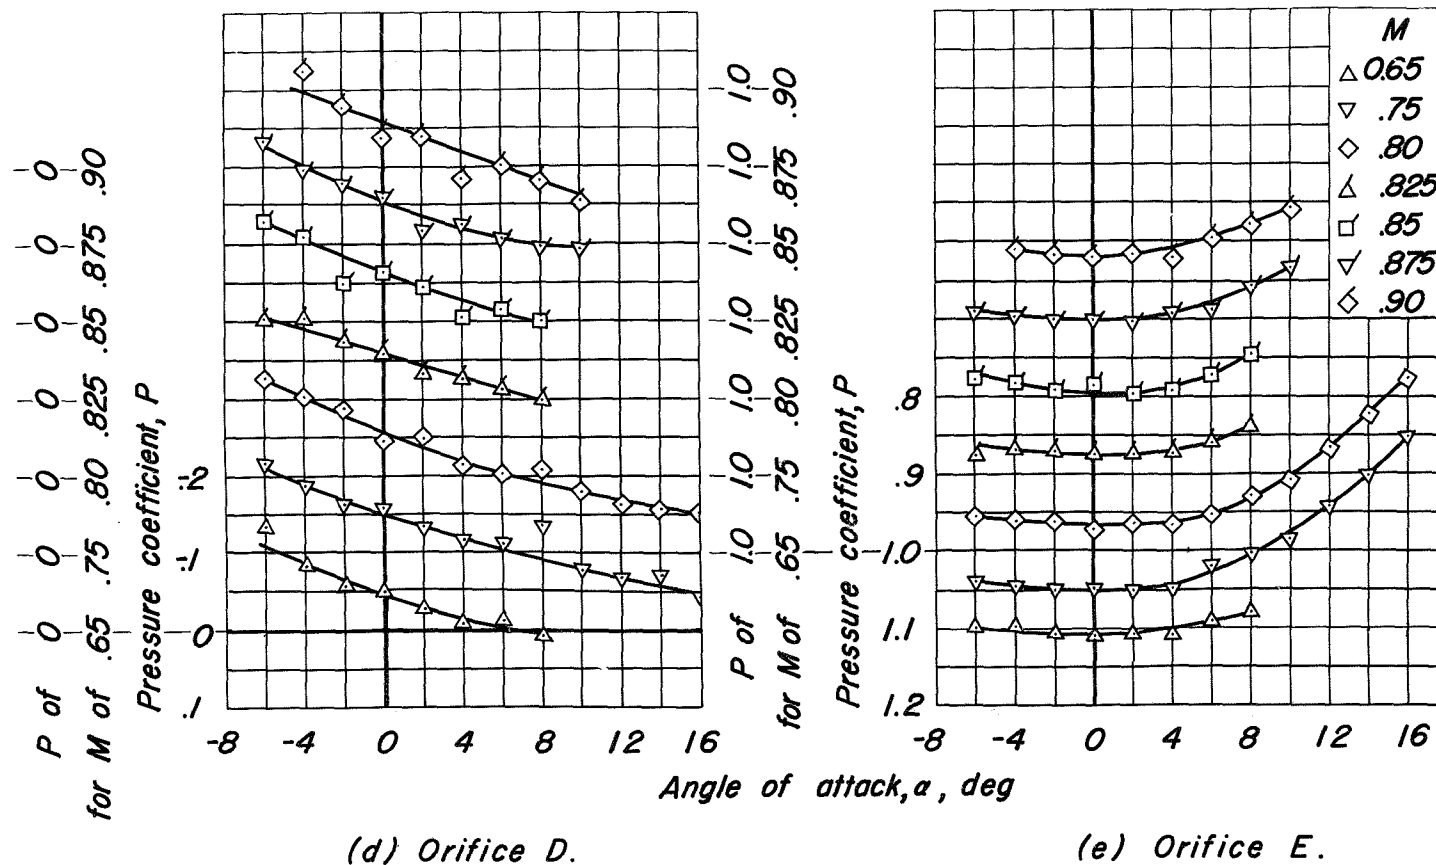 P of 0 0 0 0 0 0 0
for M of .65 .75 .80 .825 .85 .875 .90
Pressure coefficient, P
-.2
-.1
0
.1
-8 -4 0 4 8 12 16
P of 1.0 1.0 1.0 1.0 1.0 1.0 1.0
for M of .65 .75 .80 .825 .85 .875 .90
Pressure coefficient, P
.8
.9
1.0
1.1
1.2
-8 -4 0 4 8 12 16
M
0.65
.75
.80
.825
.85
.875
.90
Angle of attack, α, deg
(d) Orifice D.
(e) Orifice E.